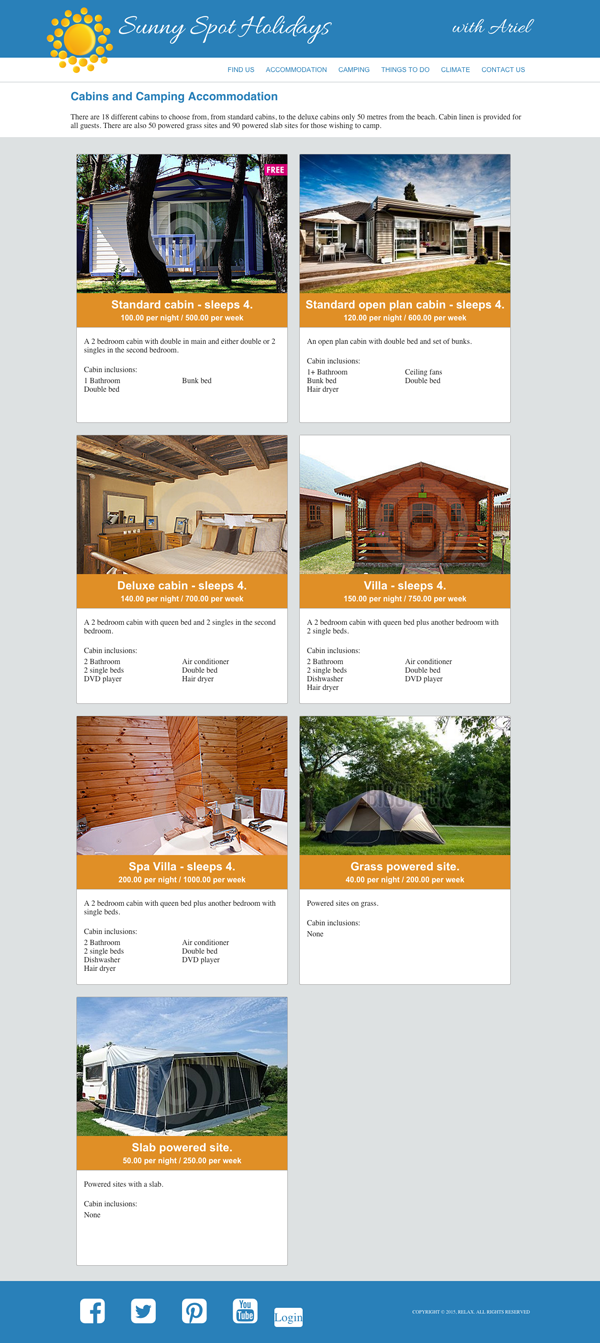 Sunny Spot Holidays
with Ariel
FIND US ACCOMMODATION CAMPING THINGS TO DO CLIMATE CONTACT US
Cabins and Camping Accommodation
There are 18 different cabins to choose from, from standard cabins, to the deluxe cabins only 50 metres from the beach. Cabin linen is provided for
all guests. There are also 50 powered grass sites and 90 powered slab sites for those wishing to camp.
FREE
Standard cabin - sleeps 4.
100.00 per night / 500.00 per week
A 2 bedroom cabin with double in main and either double or 2
singles in the second bedroom.
Cabin inclusions:
1 Bathroom Bunk bed
Double bed
Standard open plan cabin - sleeps 4.
120.00 per night / 600.00 per week
An open plan cabin with double bed and set of bunks.
Cabin inclusions:
1+ Bathroom Ceiling fans
Bunk bed Double bed
Hair dryer
Deluxe cabin - sleeps 4.
140.00 per night / 700.00 per week
A 2 bedroom cabin with queen bed and 2 singles in the second
bedroom.
Cabin inclusions:
2 Bathroom Air conditioner
2 single beds Double bed
DVD player Hair dryer
Villa - sleeps 4.
150.00 per night / 750.00 per week
A 2 bedroom cabin with queen bed plus another bedroom with
2 single beds.
Cabin inclusions:
2 Bathroom Air conditioner
2 single beds Double bed
Dishwasher DVD player
Hair dryer
Spa Villa - sleeps 4.
200.00 per night / 1000.00 per week
A 2 bedroom cabin with queen bed plus another bedroom with
single beds.
Cabin inclusions:
2 Bathroom Air conditioner
2 single beds Double bed
Dishwasher DVD player
Hair dryer
BIGSTOCK
Grass powered site.
40.00 per night / 200.00 per week
Powered sites on grass.
Cabin inclusions:
None
Slab powered site.
50.00 per night / 250.00 per week
Powered sites with a slab.
Cabin inclusions:
None
You Tube
Login
COPYRIGHT © 2015, RELAX, ALL RIGHTS RESERVED